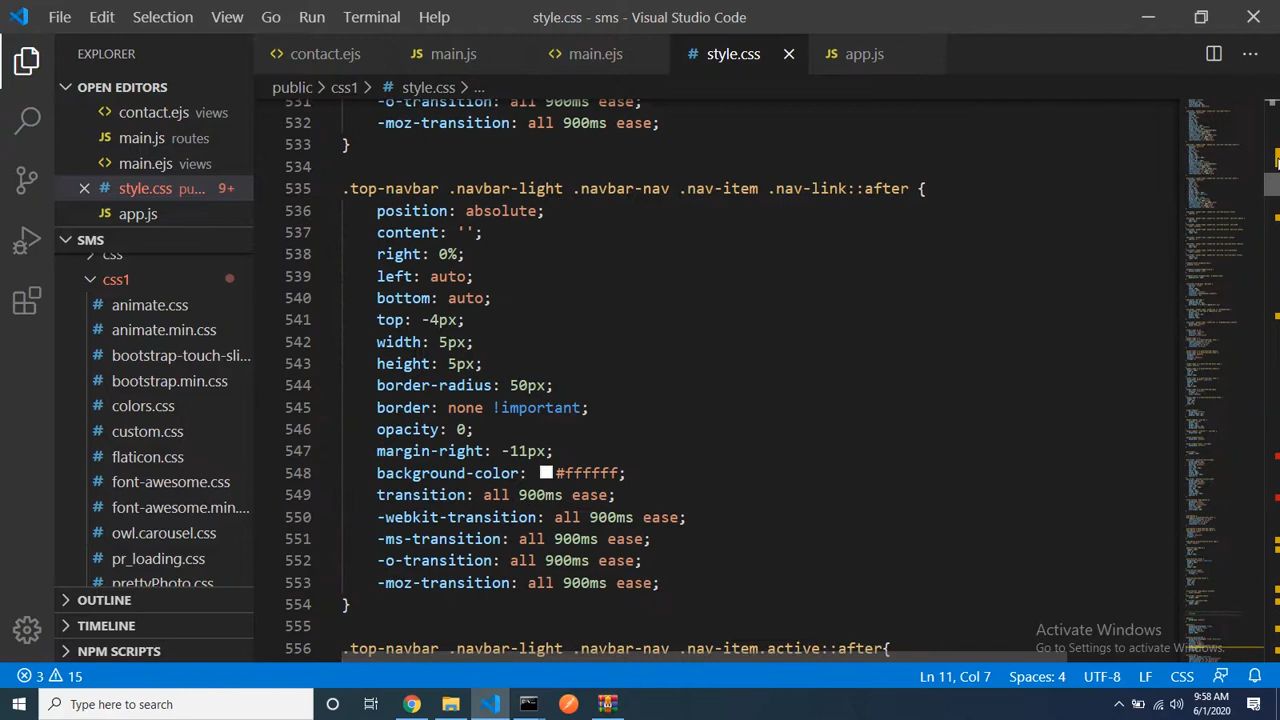 File Edit Selection View Go Run Terminal Help style.css - sms - Visual Studio Code
EXPLORER
contact.ejs main.js main.ejs style.css app.js
OPEN EDITORS
contact.ejs views
main.js routes
main.ejs views
style.css pu... 9+
app.js
SMS
css
css1
animate.css
animate.min.css
bootstrap-touch-sli...
bootstrap.min.css
colors.css
custom.css
flaticon.css
font-awesome.css
font-awesome.min....
owl.carousel.css
pr_loading.css
prettyPhoto.css
OUTLINE
TIMELINE
NPM SCRIPTS
public > css1 > # style.css > ...
531 -o-transition: all 900ms ease;
532 -moz-transition: all 900ms ease;
533 }
534
535 .top-navbar .navbar-light .navbar-nav .nav-item .nav-link::after {
536 position: absolute;
537 content: '';
538 right: 0%;
539 left: auto;
540 bottom: auto;
541 top: -4px;
542 width: 5px;
543 height: 5px;
544 border-radius: 50px;
545 border: none !important;
546 opacity: 0;
547 margin-right: -11px;
548 background-color: #ffffff;
549 transition: all 900ms ease;
550 -webkit-transition: all 900ms ease;
551 -ms-transition: all 900ms ease;
552 -o-transition: all 900ms ease;
553 -moz-transition: all 900ms ease;
554 }
555
556 .top-navbar .navbar-light .navbar-nav .nav-item.active::after{
Activate Windows
Go to Settings to activate Windows.
3 15 Ln 11, Col 7 Spaces: 4 UTF-8 LF CSS
Type here to search
9:58 AM
6/1/2020